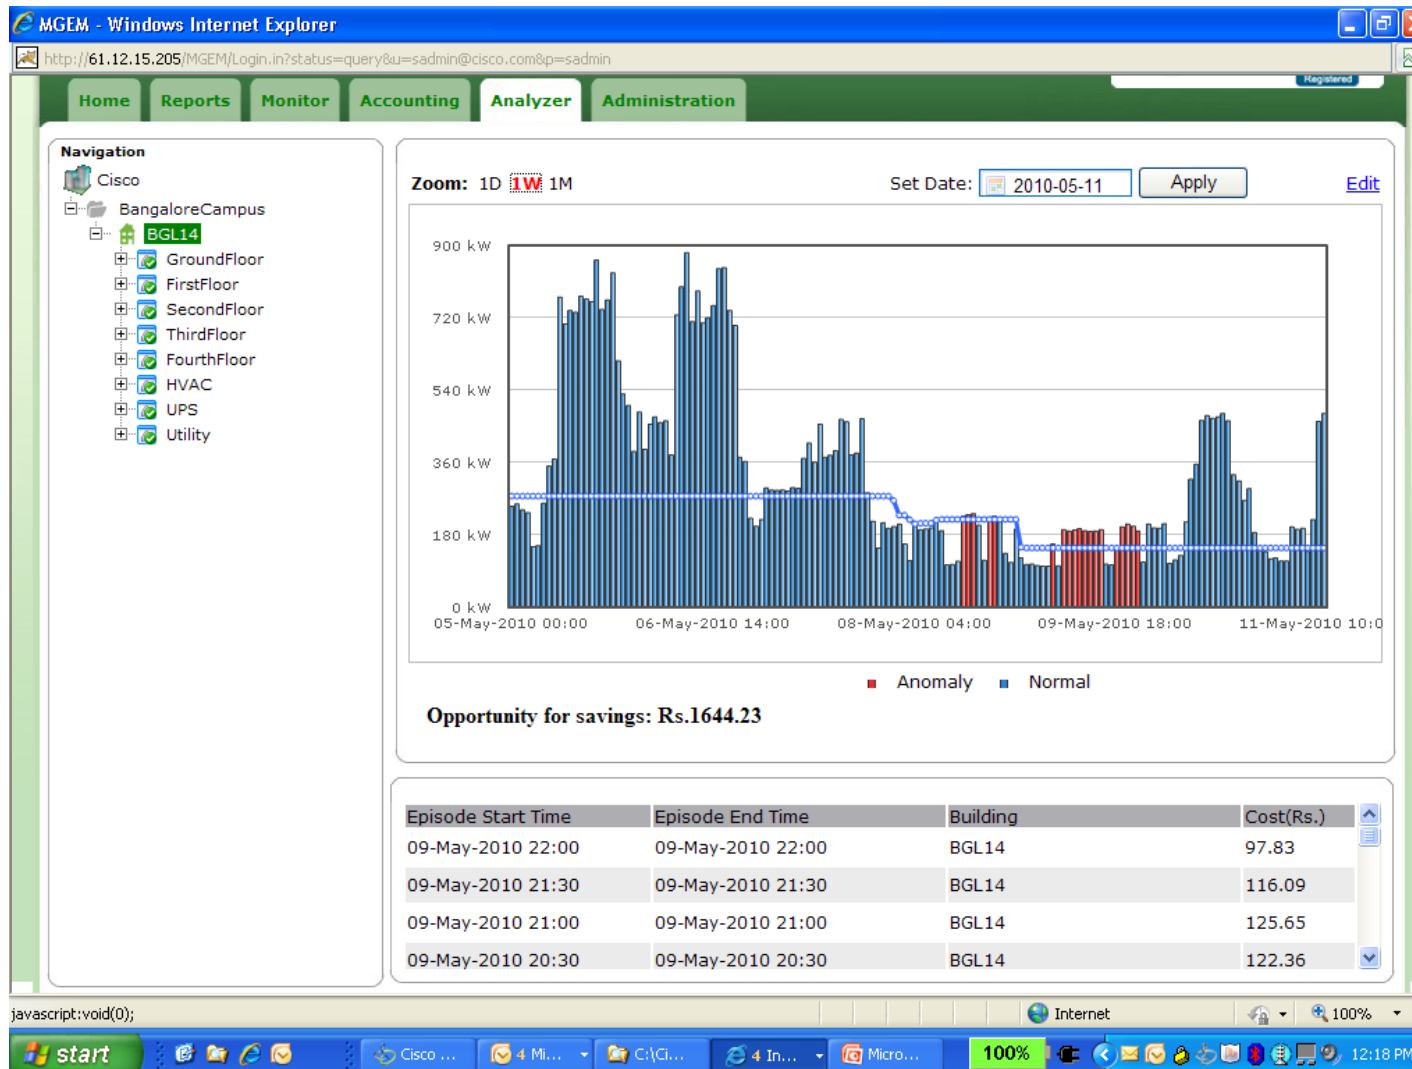 MGEM - Windows Internet Explorer
http://61.12.15.205/MGEM/Login.in?status=query&u=sadmin@cisco.com&p=sadmin
Registered
Home Reports Monitor Accounting Analyzer Administration
Navigation
Cisco
BangaloreCampus
BGL14
GroundFloor
FirstFloor
SecondFloor
ThirdFloor
FourthFloor
HVAC
UPS
Utility
Zoom: 1D 1W 1M
Set Date: 2010-05-11 Apply Edit
900 kW
720 kW
540 kW
360 kW
180 kW
0 kW
05-May-2010 00:00 06-May-2010 14:00 08-May-2010 04:00 09-May-2010 18:00 11-May-2010 10:0
Anomaly Normal
Opportunity for savings: Rs.1644.23
Episode Start Time Episode End Time Building Cost(Rs.)
09-May-2010 22:00 09-May-2010 22:00 BGL14 97.83
09-May-2010 21:30 09-May-2010 21:30 BGL14 116.09
09-May-2010 21:00 09-May-2010 21:00 BGL14 125.65
09-May-2010 20:30 09-May-2010 20:30 BGL14 122.36
javascript:void(0); Internet 100%
start Cisco ... 4 Mi... C:\Ci... 4 In... Micro... 100% 12:18 PM